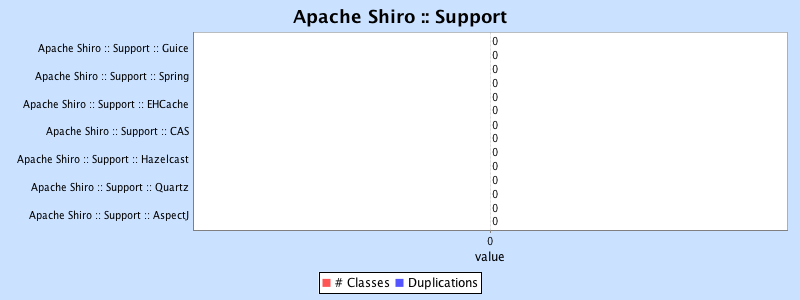 Apache Shiro :: Support
Apache Shiro :: Support :: Guice
0
0
Apache Shiro :: Support :: Spring
0
0
Apache Shiro :: Support :: EHCache
0
0
Apache Shiro :: Support :: CAS
0
0
Apache Shiro :: Support :: Hazelcast
0
0
Apache Shiro :: Support :: Quartz
0
0
Apache Shiro :: Support :: AspectJ
0
0
0
value
# Classes Duplications